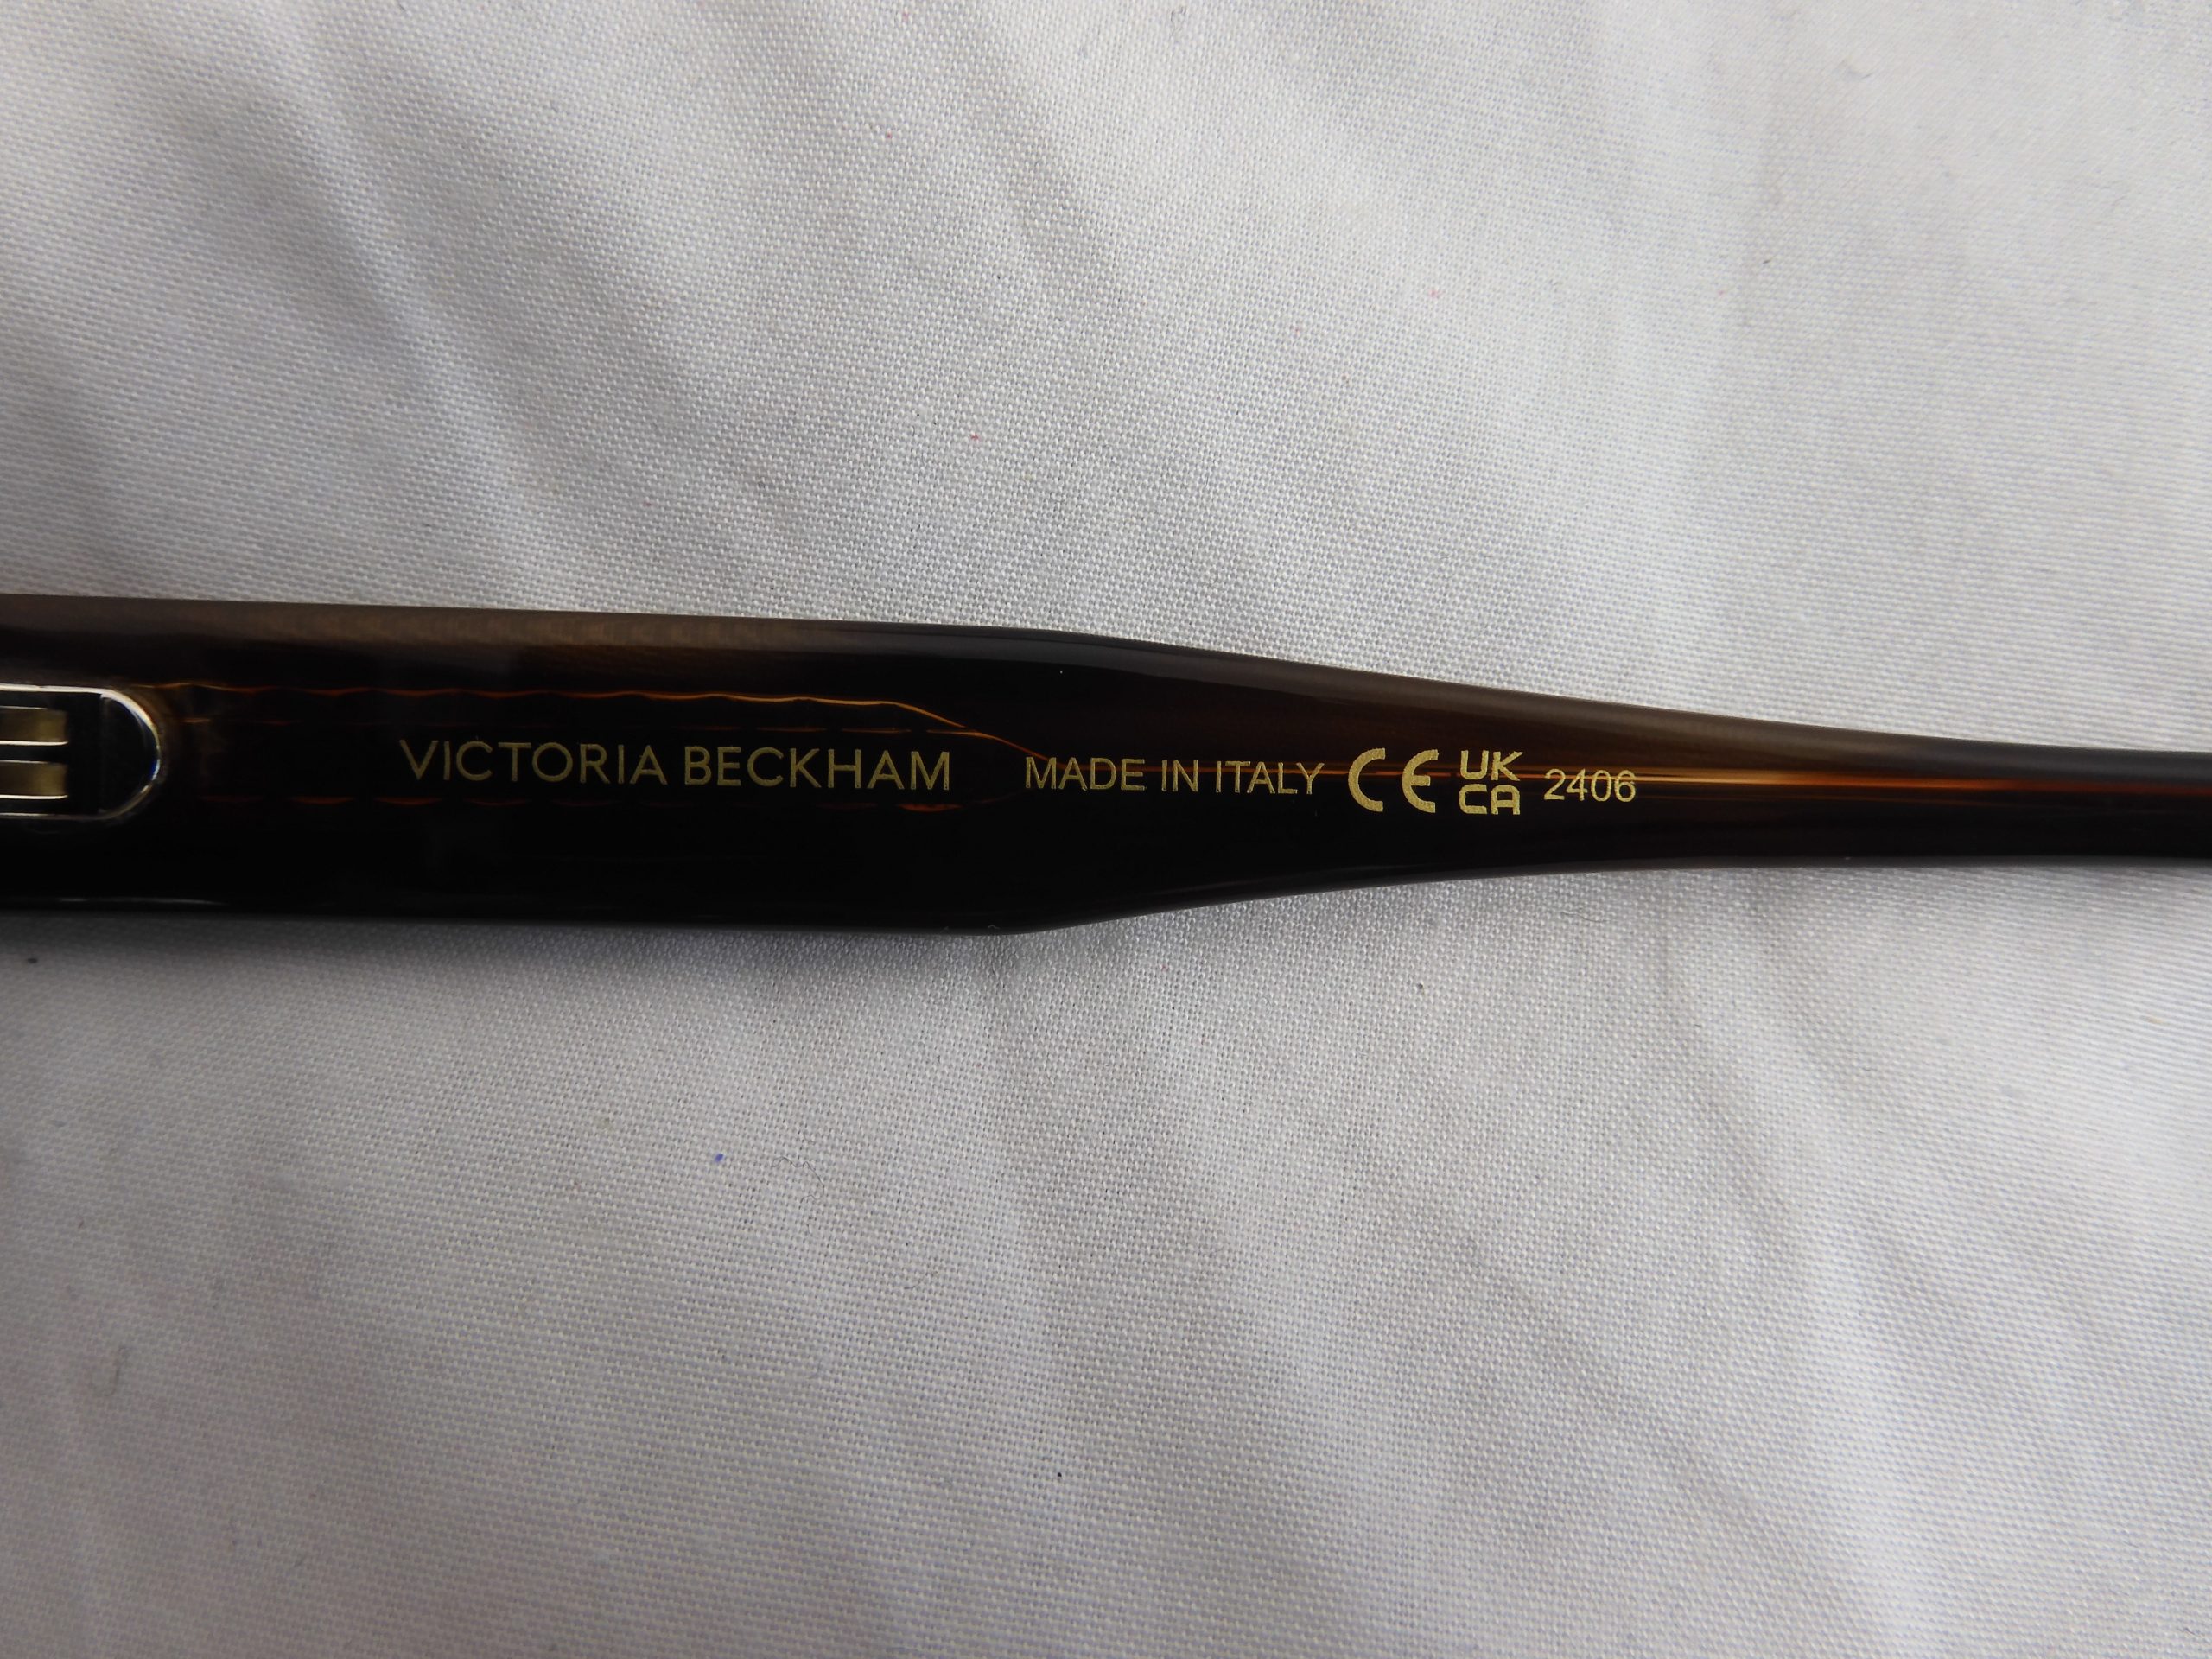 VICTORIA BECKHAM MADE IN ITALY CE UK CA 2406